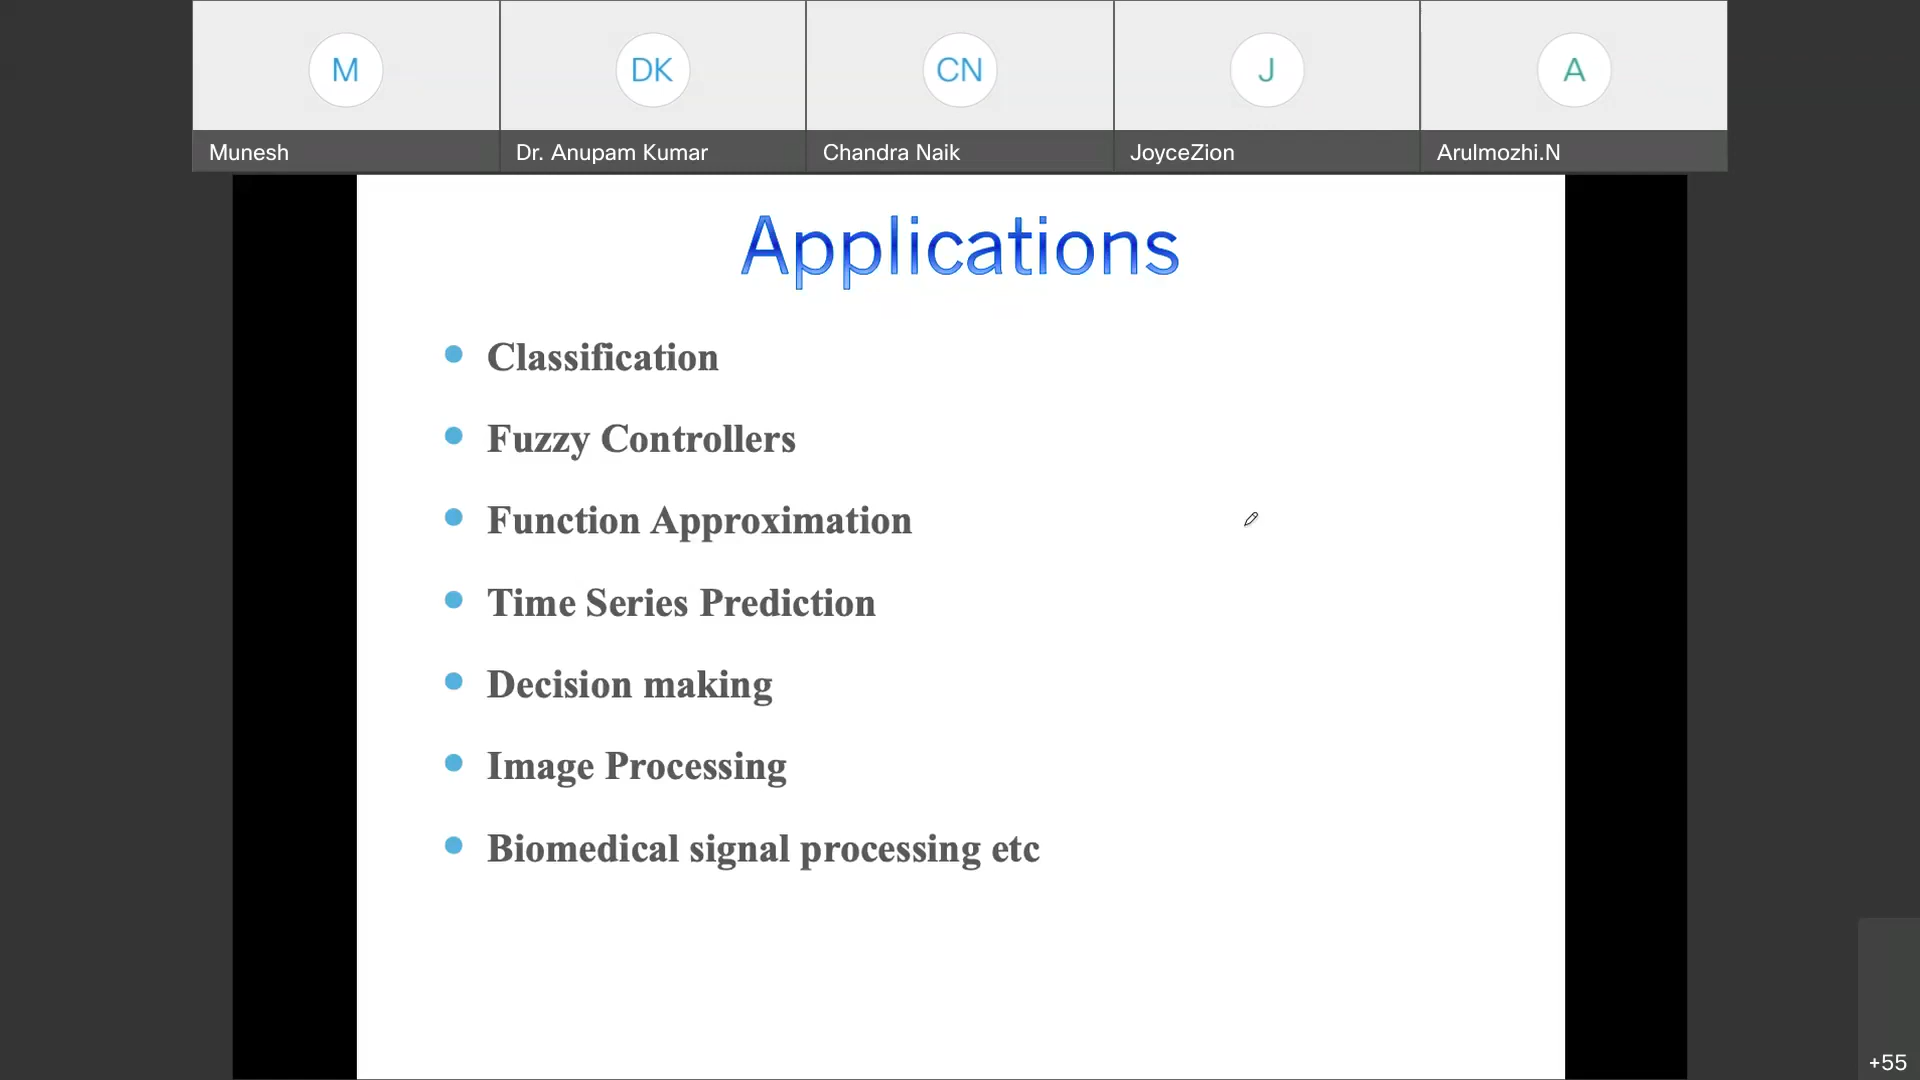 M
DK
CN
J
A
Munesh
Dr. Anupam Kumar
Chandra Naik
JoyceZion
Arulmozhi.N
Applications
Classification
Fuzzy Controllers
Function Approximation
Time Series Prediction
Decision making
Image Processing
Biomedical signal processing etc
+55